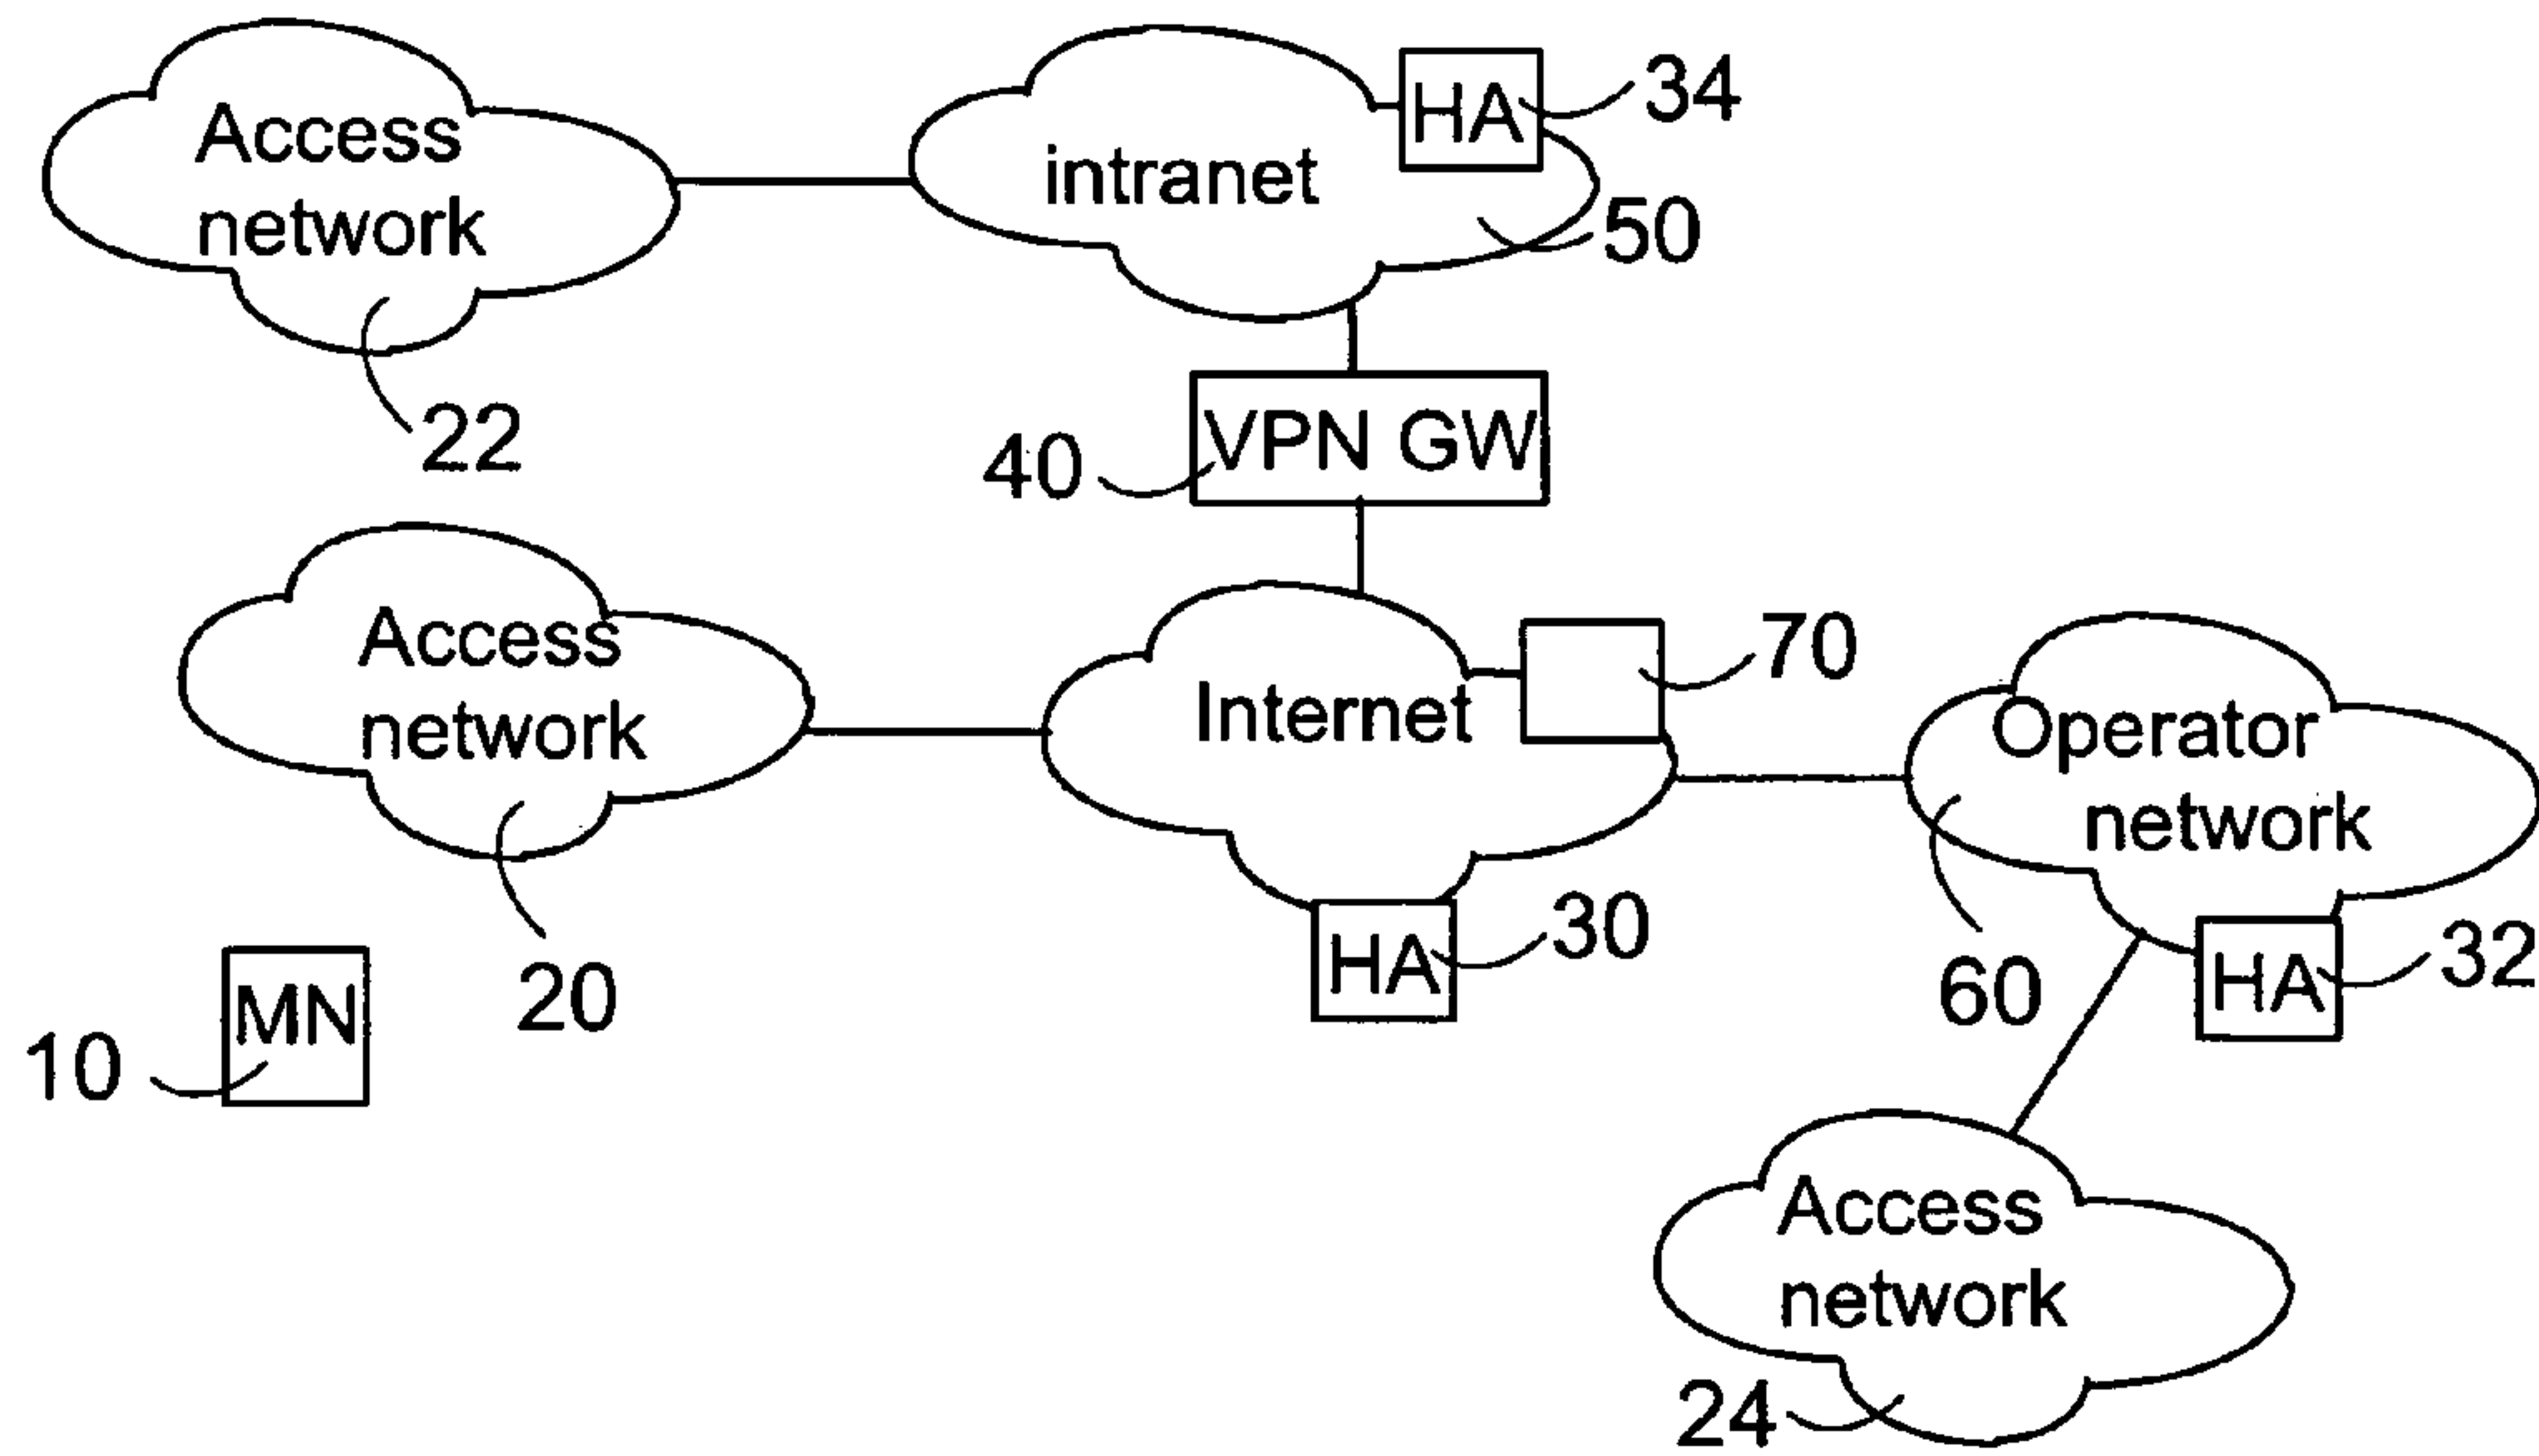 Access
network
22
intranet
HA
34
50
VPN GW
40
Access
network
20
Internet
70
HA
30
Operator
network
60
HA
32
MN
10
Access
network
24